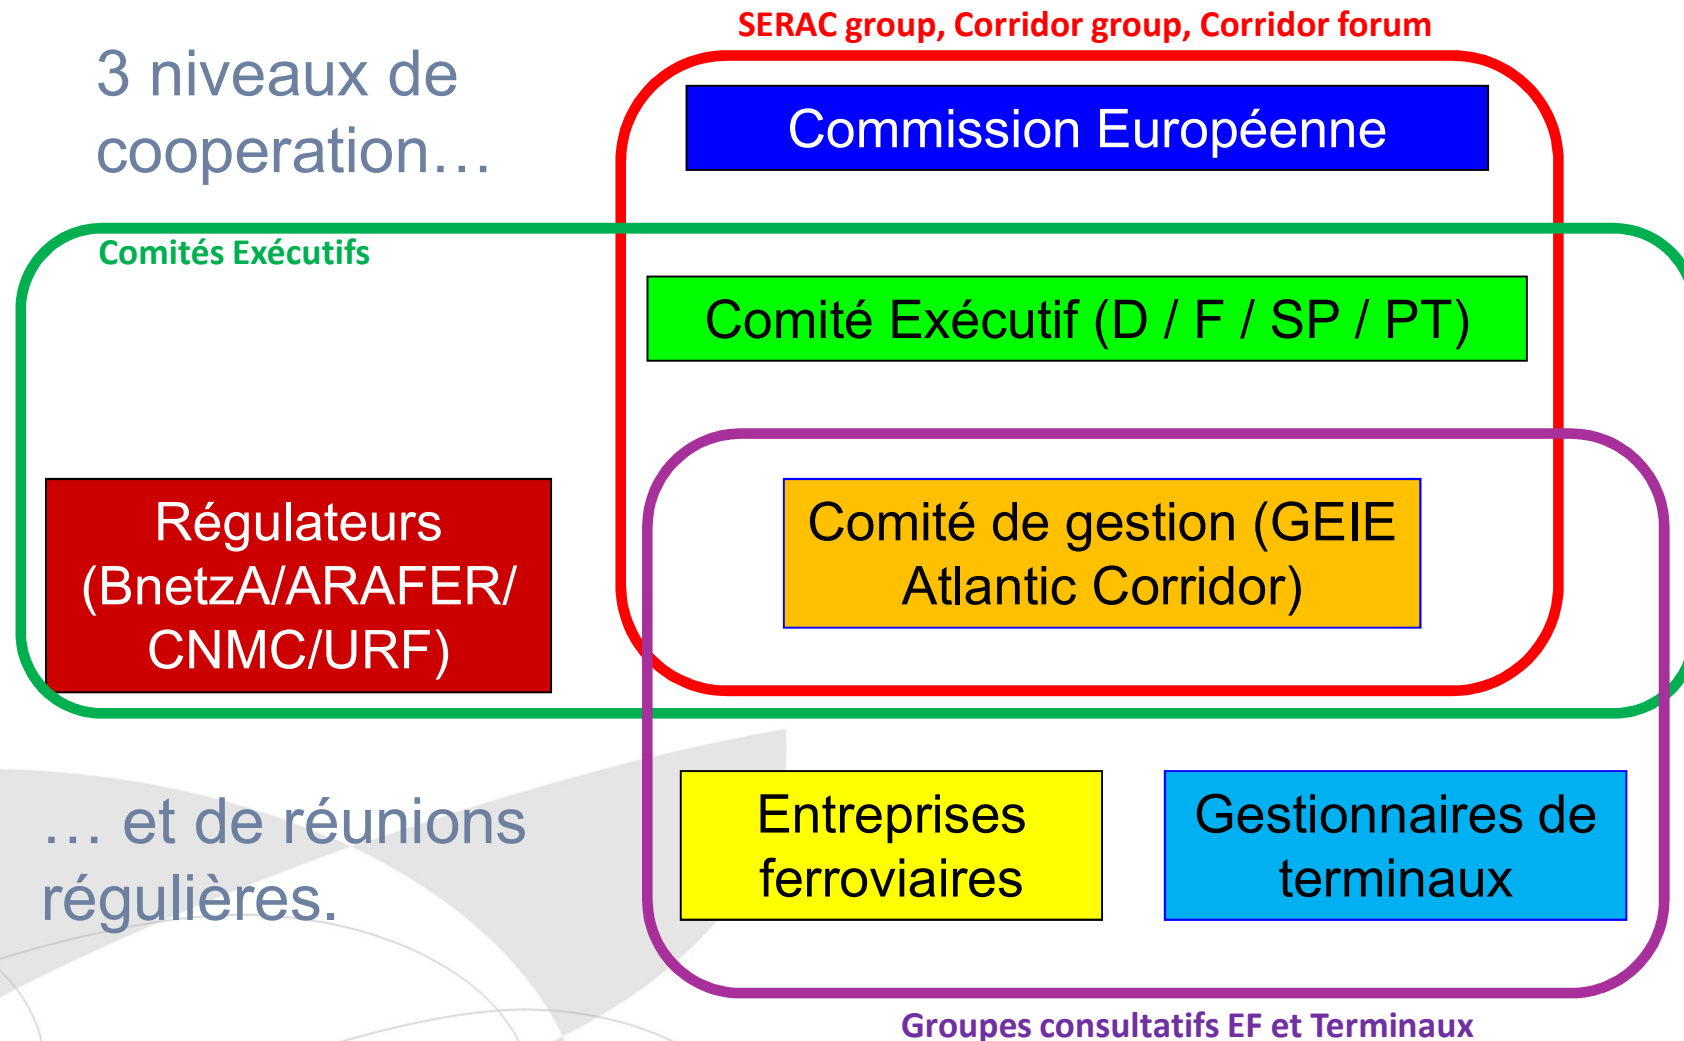 SERAC group, Corridor group, Corridor forum
3 niveaux de
cooperation…
Commission Européenne
Comités Exécutifs
Comité Exécutif (D / F / SP / PT)
Régulateurs
(BnetzA/ARAFER/
CNMC/URF)
Comité de gestion (GEIE
Atlantic Corridor)
… et de réunions
régulières.
Entreprises
ferroviaires
Gestionnaires de
terminaux
Groupes consultatifs EF et Terminaux